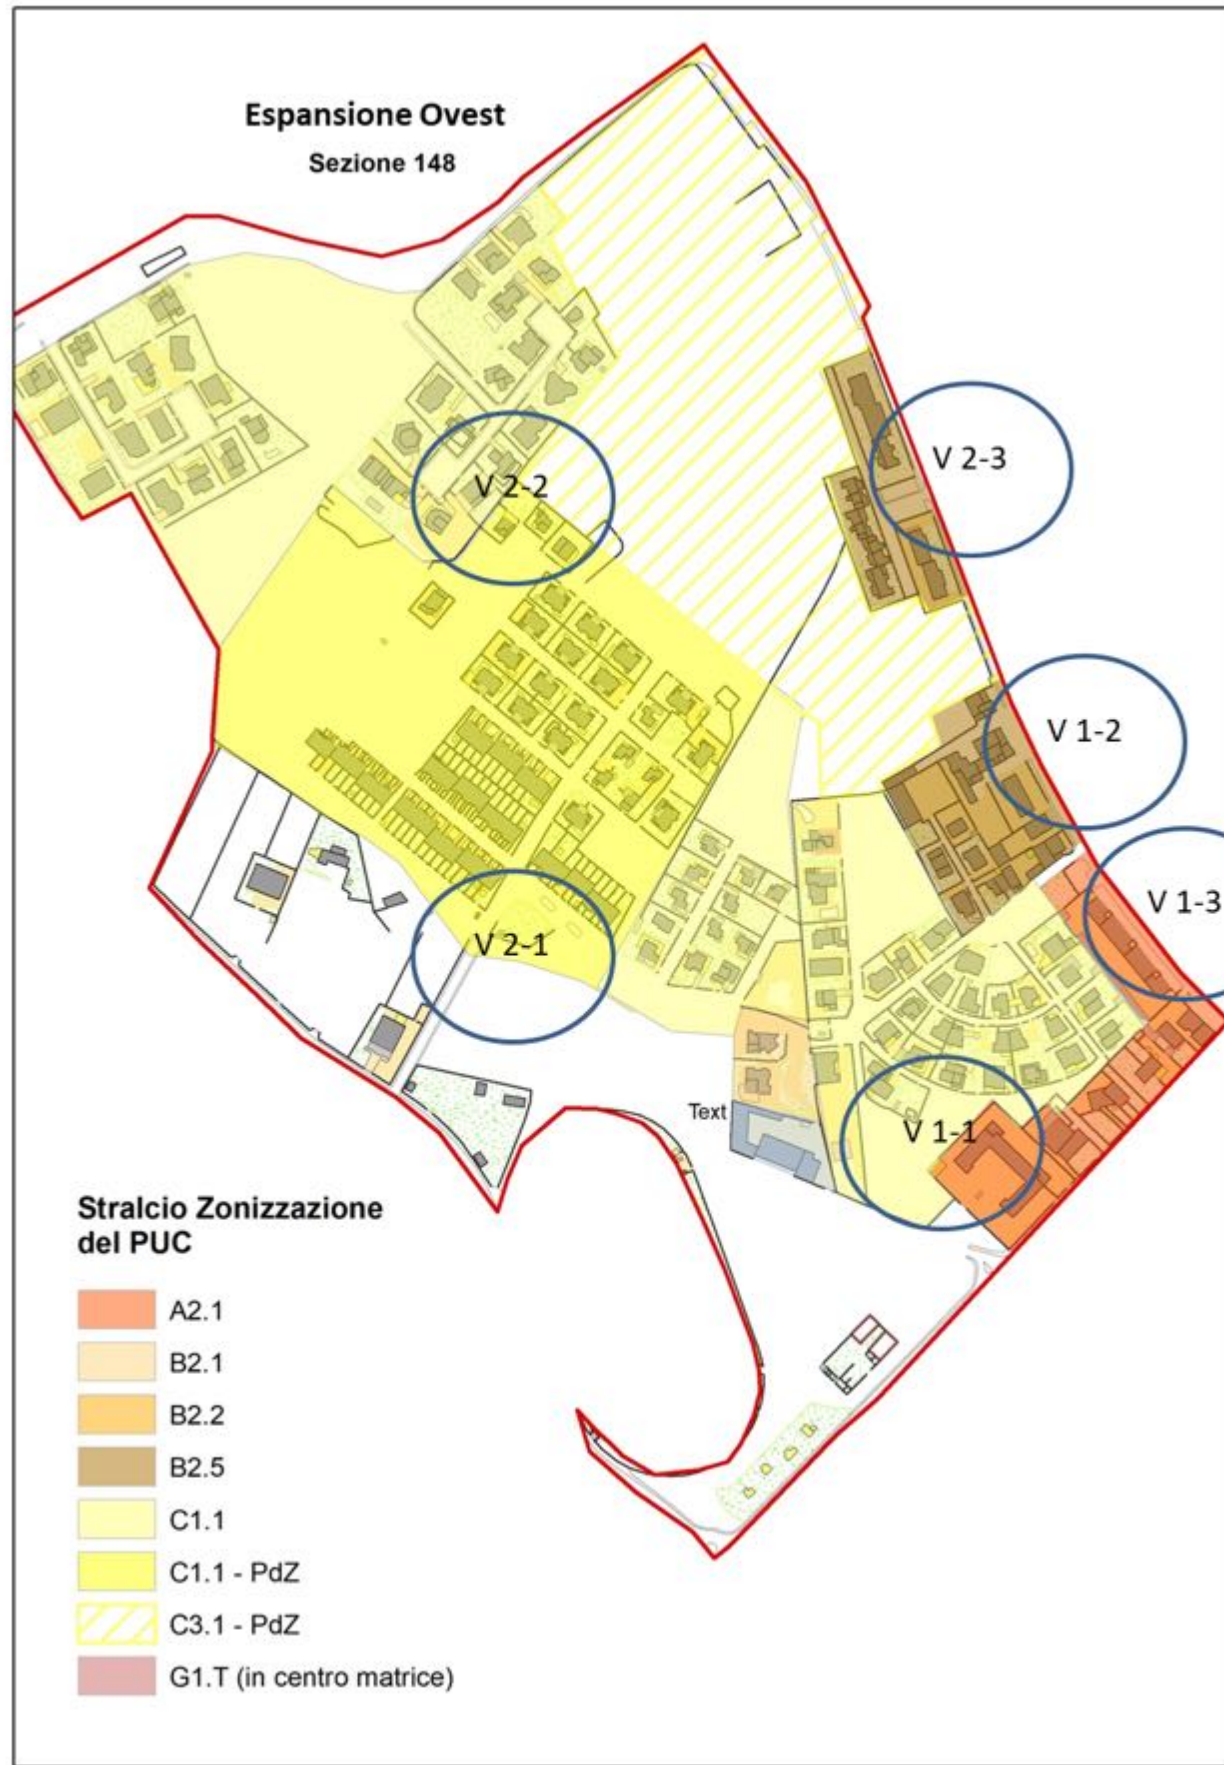 Espansione Ovest
Sezione 148
V 2-2
V 2-3
V 1-2
V 1-3
V 2-1
V 1-1
Text
Stralcio Zonizzazione
del PUC
A2.1
B2.1
B2.2
B2.5
C1.1
C1.1 - PdZ
C3.1 - PdZ
G1.T (in centro matrice)